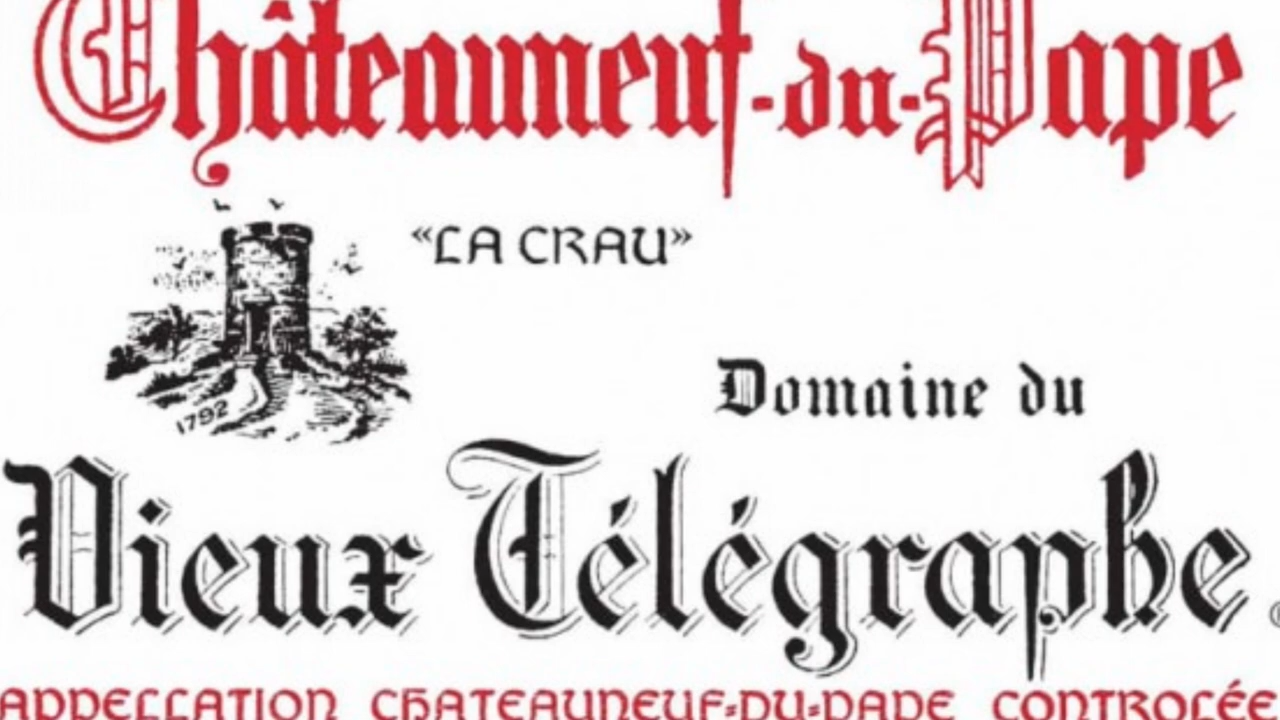 Châteauneuf-du-Pape
«LA CRAU»
1792
Domaine du
Vieux Télégraphe
APPELLATION CHATEAUNEUF-DU-PAPE CONTROLÉE